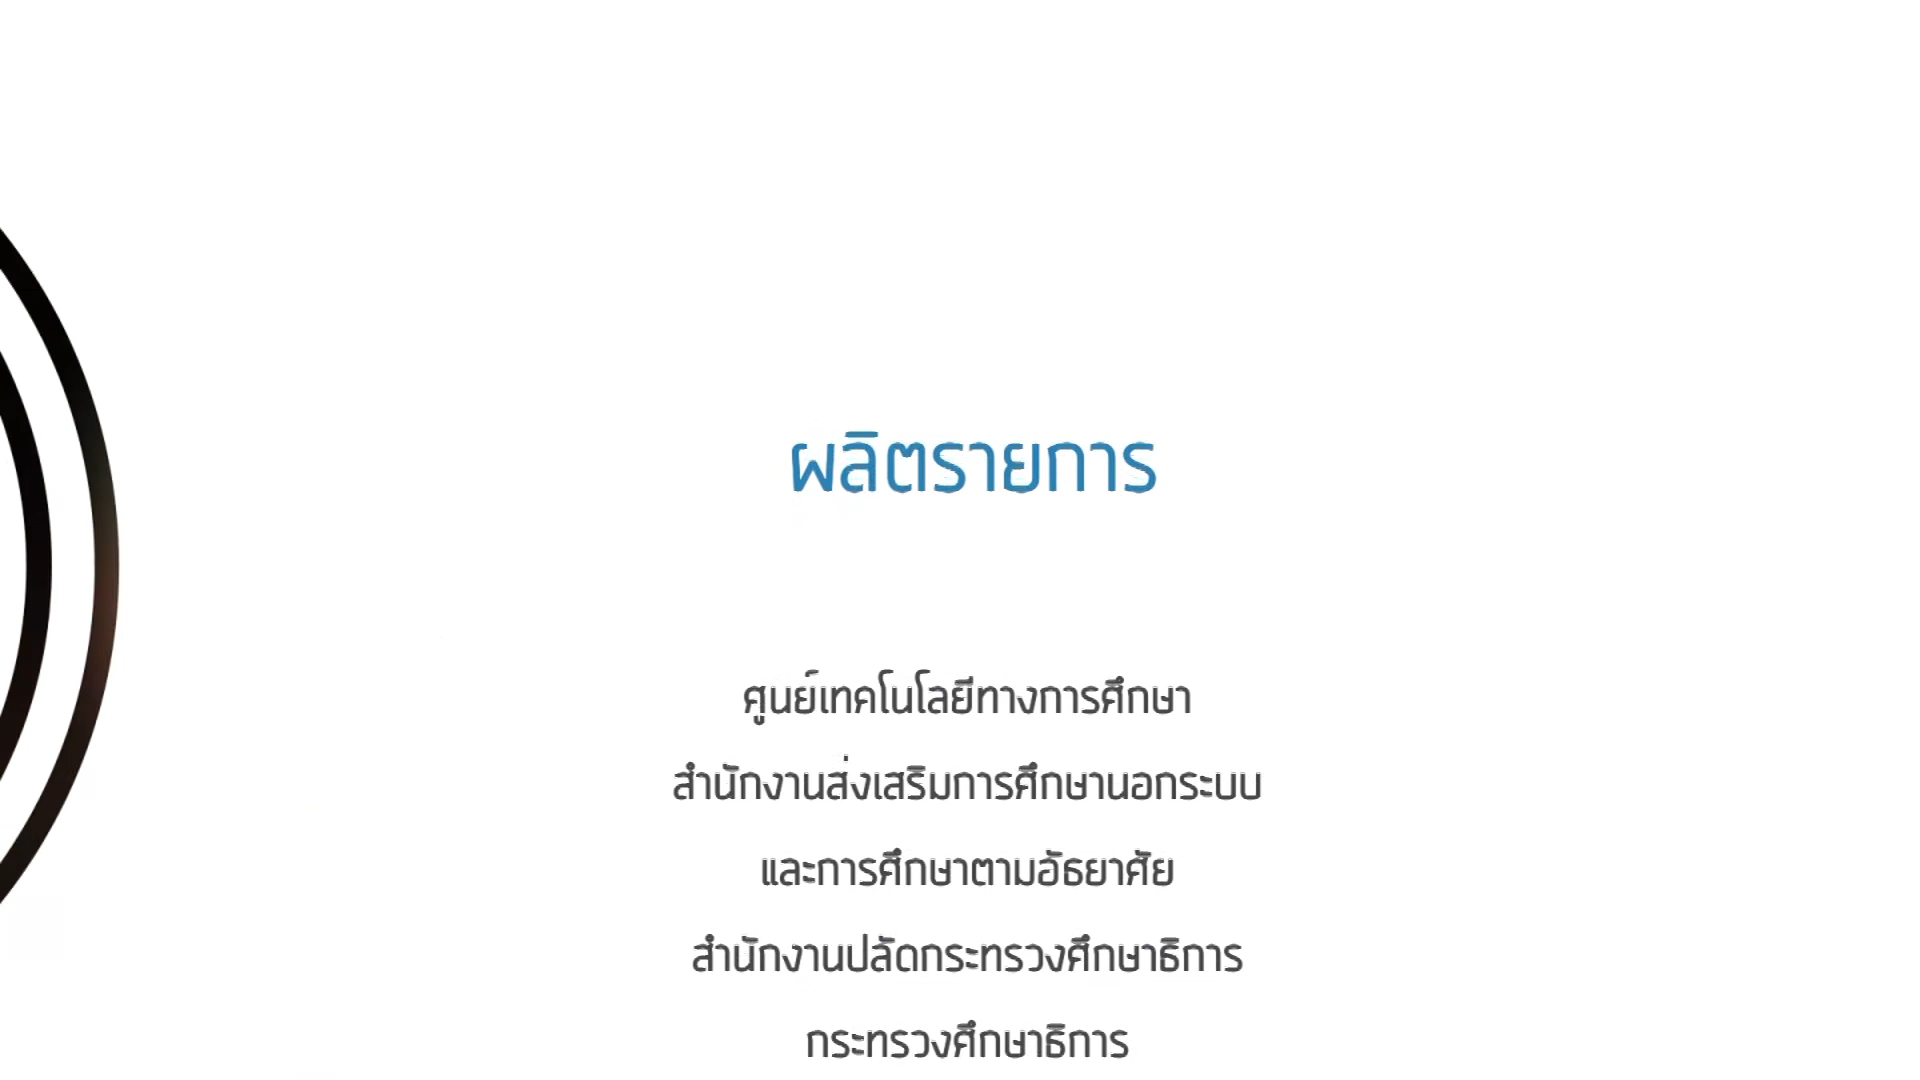 ผลิตรายการ
ศูนย์เทคโนโลยีทางการศึกษา
สำนักงานส่งเสริมการศึกษานอกระบบ
และการศึกษาตามอัธยาศัย
สำนักงานปลัดกระทรวงศึกษาธิการ
กระทรวงศึกษาธิการ